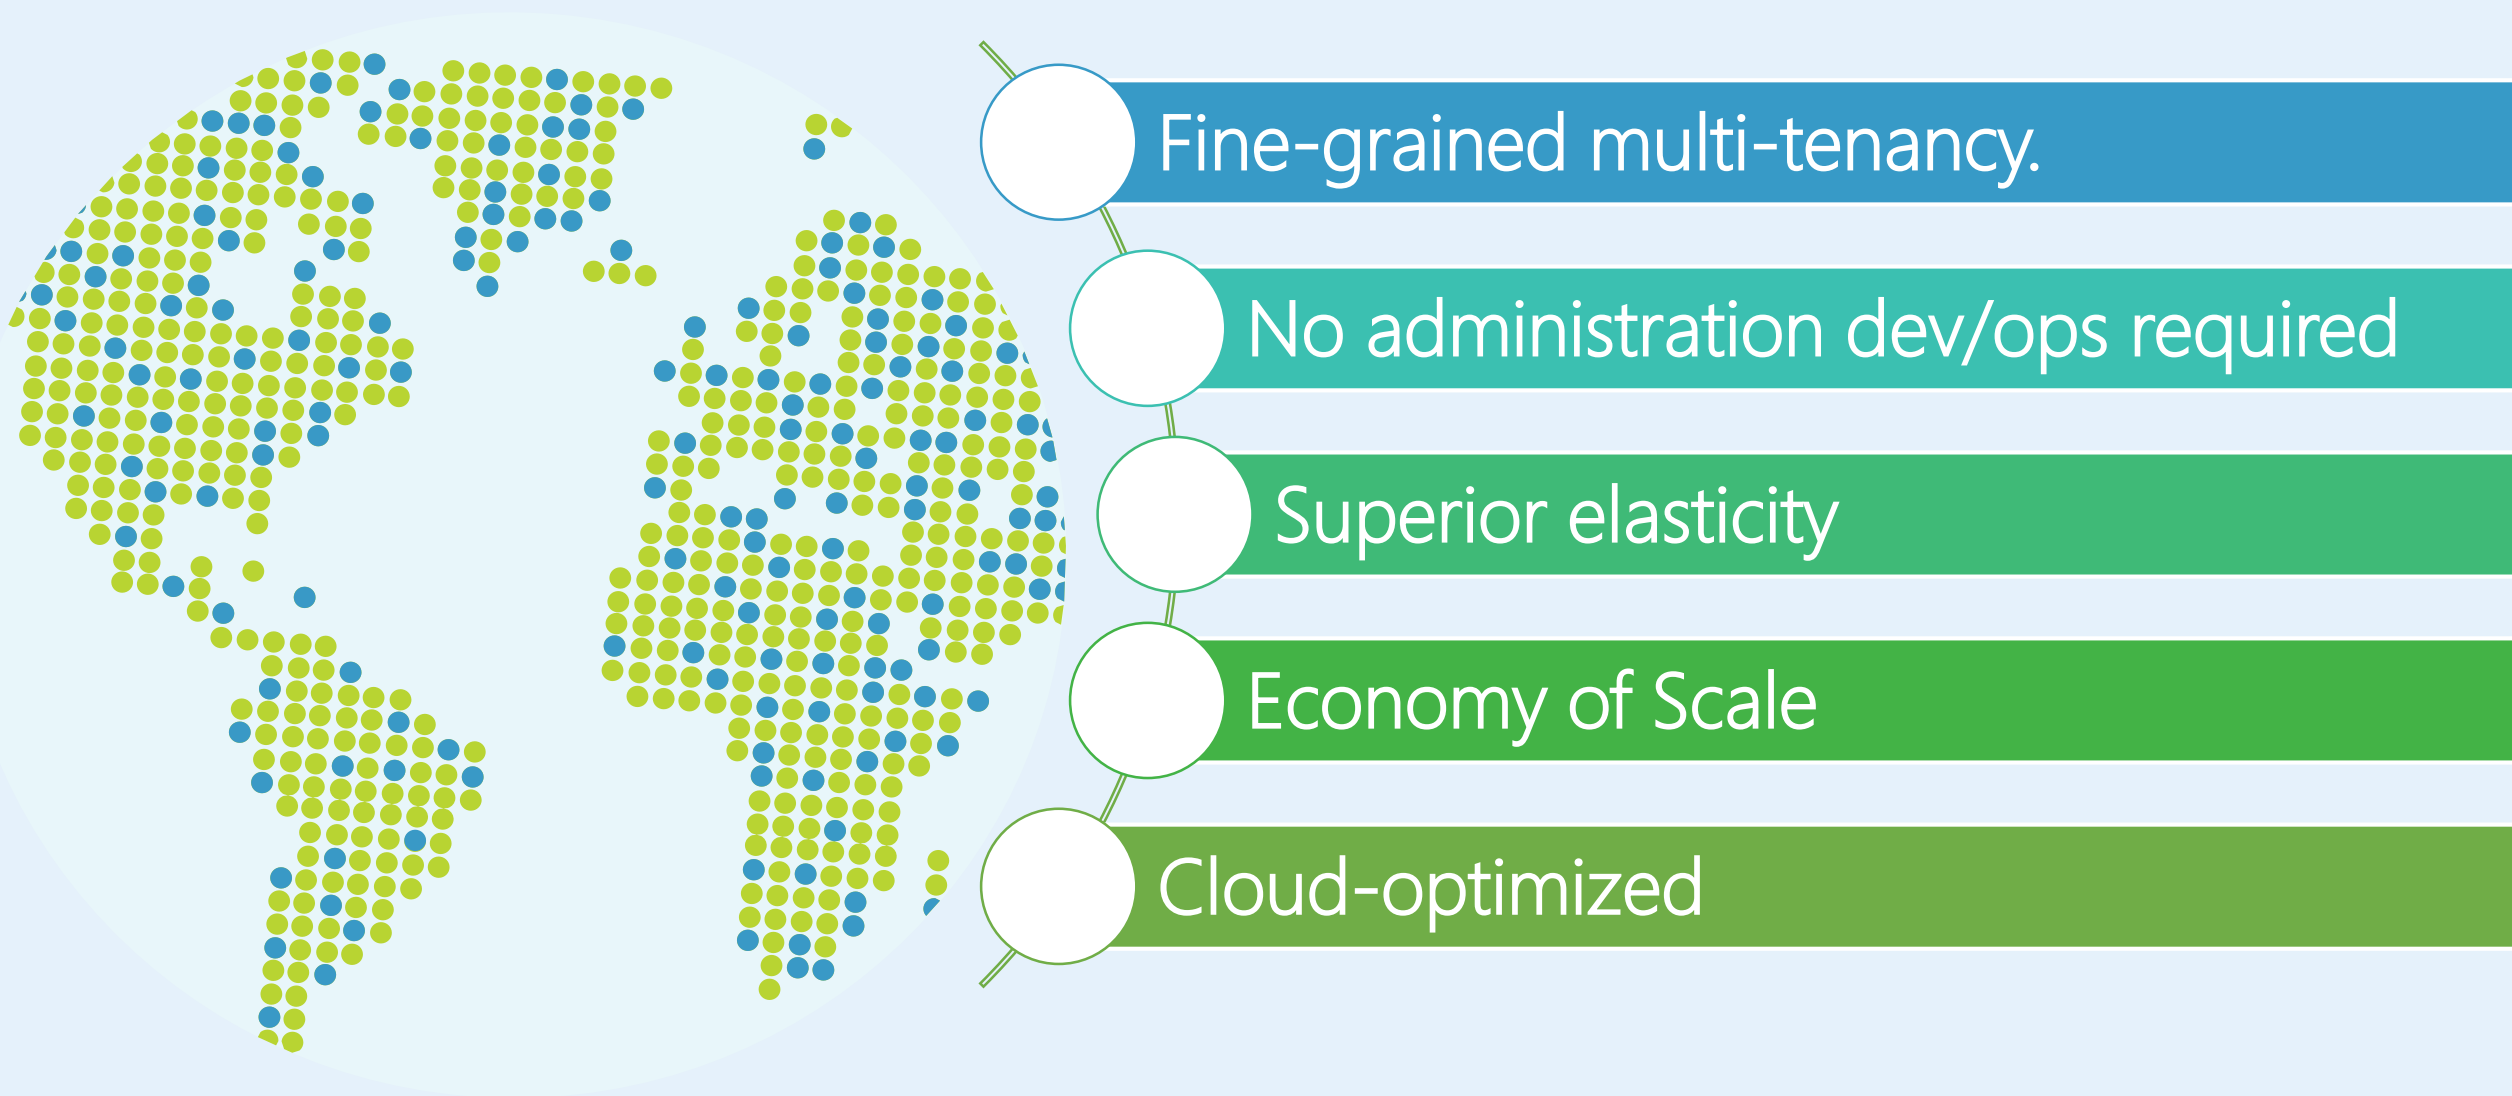 Fine-grained multi-tenancy.
No administration dev/ops required
Superior elasticity
Economy of Scale
Cloud-optimized